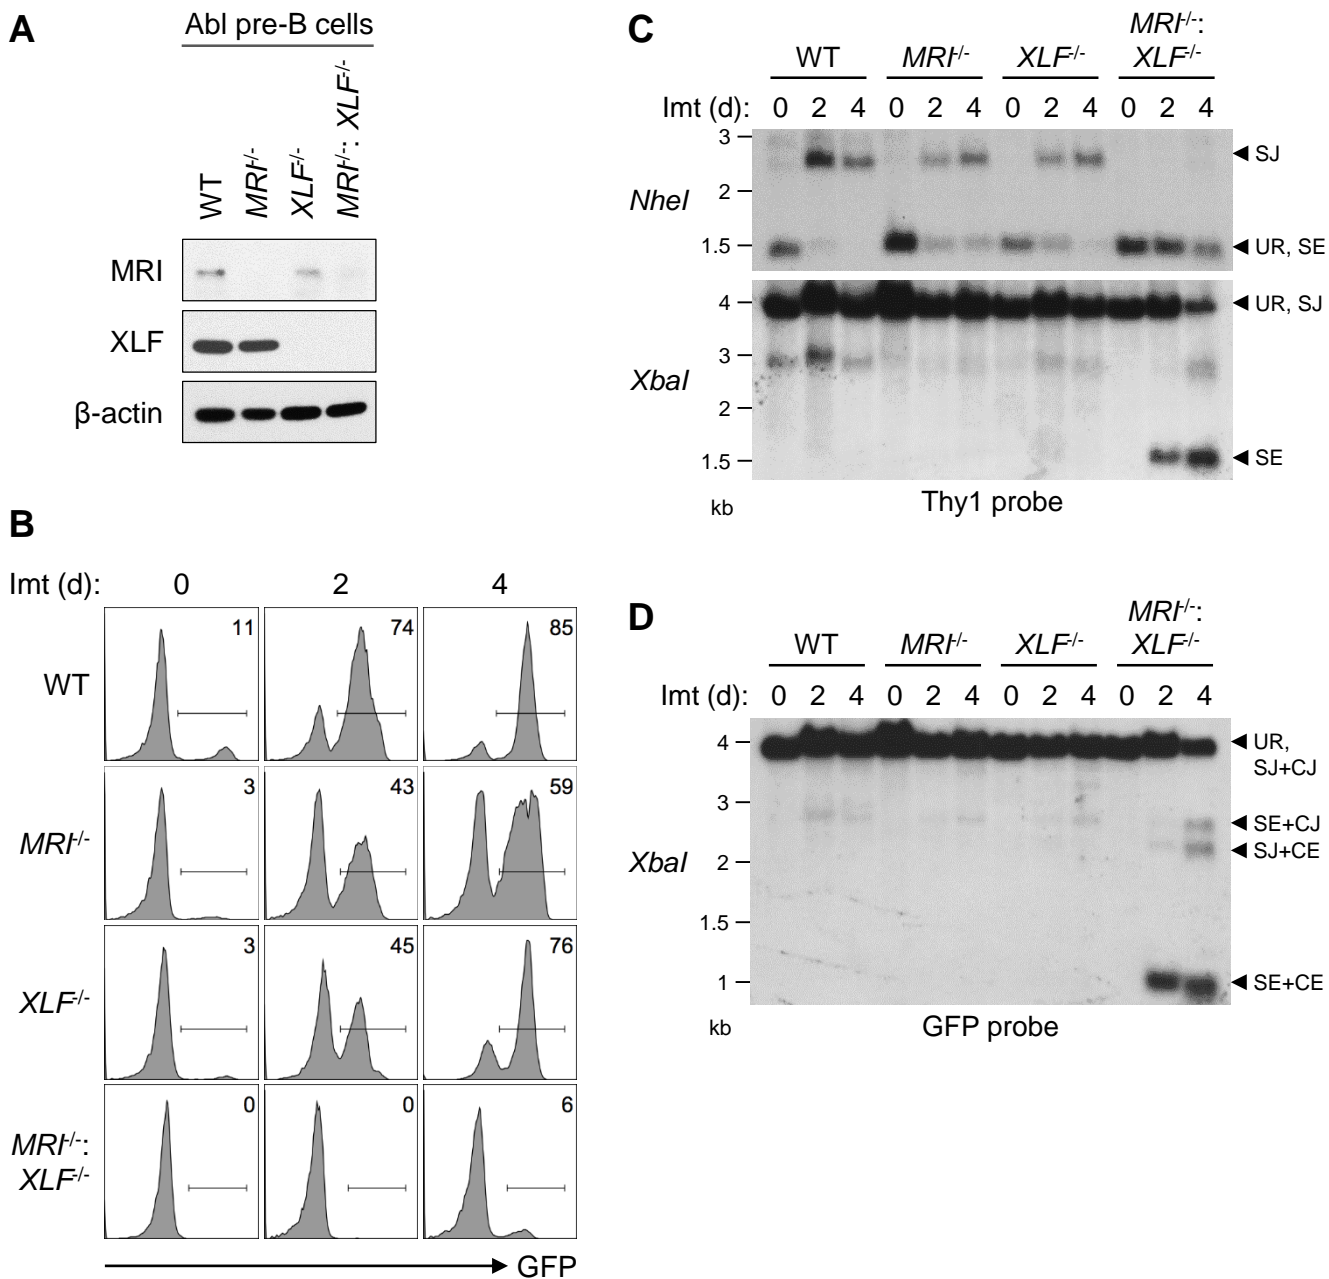 A
Abl pre-B cells
WT
MRI-/-
XLF-/-
MRI-/-: XLF-/-
MRI
XLF
β-actin
B
Imt (d): 0 2 4
WT
11 74 85
MRI-/-
3 43 59
XLF-/-
3 45 76
MRI-/-:
XLF-/-
0 0 6
GFP
C
WT MRI-/- XLF-/- MRI-/-:
XLF-/-
Imt (d): 0 2 4 0 2 4 0 2 4 0 2 4
NheI
3
2
1.5
SJ
UR, SE
XbaI
4
3
2
1.5
UR, SJ
SE
kb
Thy1 probe
D
WT MRI-/- XLF-/- MRI-/-:
XLF-/-
Imt (d): 0 2 4 0 2 4 0 2 4 0 2 4
XbaI
4
3
2
1.5
1
UR,
SJ+CJ
SE+CJ
SJ+CE
SE+CE
kb
GFP probe